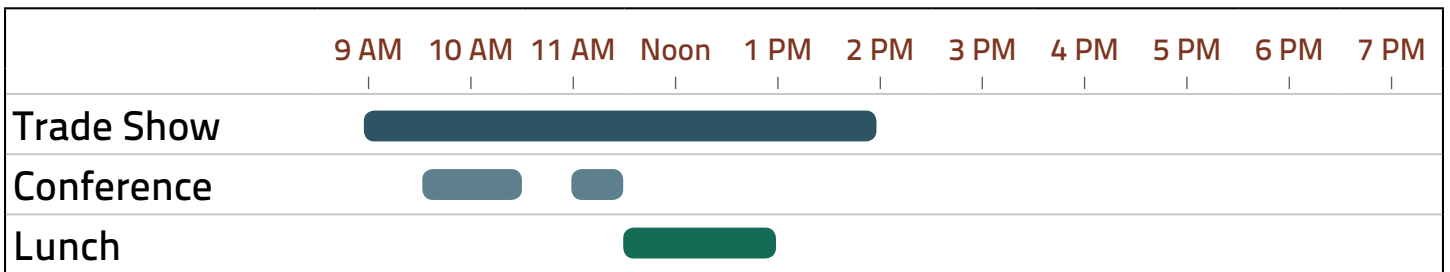 9 AM 10 AM 11 AM Noon 1 PM 2 PM 3 PM 4 PM 5 PM 6 PM 7 PM
Trade Show
Conference
Lunch